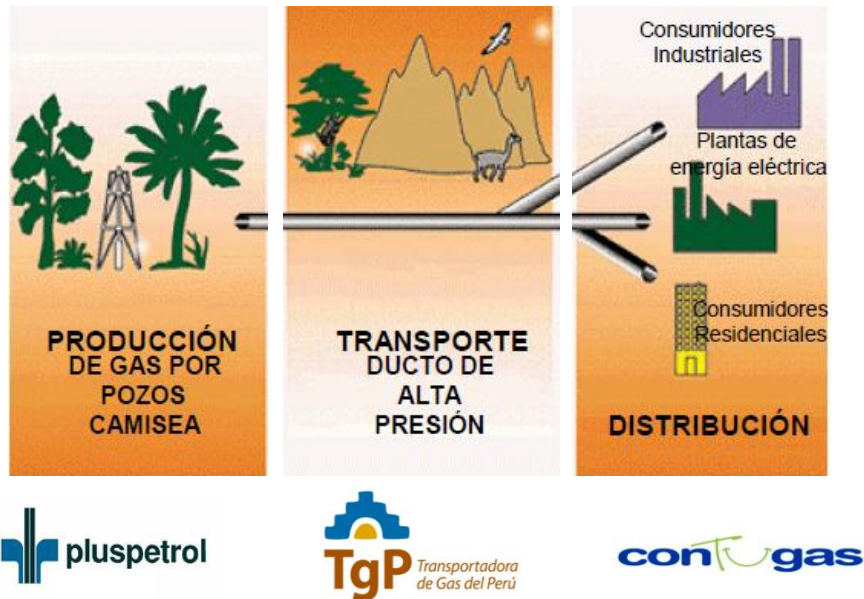 PRODUCCIÓN
DE GAS POR
POZOS
CAMISEA
TRANSPORTE
DUCTO DE
ALTA
PRESIÓN
Consumidores
Industriales
Plantas de
energía eléctrica
Consumidores
Residenciales
DISTRIBUCIÓN
pluspetrol
TgP Transportadora
de Gas del Perú
contugas